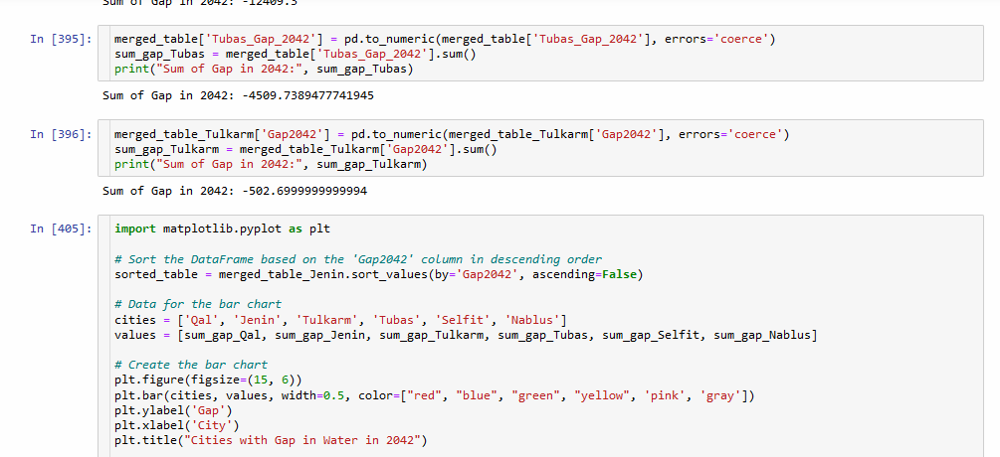 Sum of Gap in 2042: -12409.3
In [395]: merged_table['Tubas_Gap_2042'] = pd.to_numeric(merged_table['Tubas_Gap_2042'], errors='coerce')
sum_gap_Tubas = merged_table['Tubas_Gap_2042'].sum()
print("Sum of Gap in 2042:", sum_gap_Tubas)
Sum of Gap in 2042: -4509.7389477741945
In [396]: merged_table_Tulkarm['Gap2042'] = pd.to_numeric(merged_table_Tulkarm['Gap2042'], errors='coerce')
sum_gap_Tulkarm = merged_table_Tulkarm['Gap2042'].sum()
print("Sum of Gap in 2042:", sum_gap_Tulkarm)
Sum of Gap in 2042: -502.6999999999994
In [405]: import matplotlib.pyplot as plt
# Sort the DataFrame based on the 'Gap2042' column in descending order
sorted_table = merged_table_Jenin.sort_values(by='Gap2042', ascending=False)
# Data for the bar chart
cities = ['Qal', 'Jenin', 'Tulkarm', 'Tubas', 'Selfit', 'Nablus']
values = [sum_gap_Qal, sum_gap_Jenin, sum_gap_Tulkarm, sum_gap_Tubas, sum_gap_Selfit, sum_gap_Nablus]
# Create the bar chart
plt.figure(figsize=(15, 6))
plt.bar(cities, values, width=0.5, color=["red", "blue", "green", "yellow", 'pink', 'gray'])
plt.ylabel('Gap')
plt.xlabel('City')
plt.title("Cities with Gap in Water in 2042")